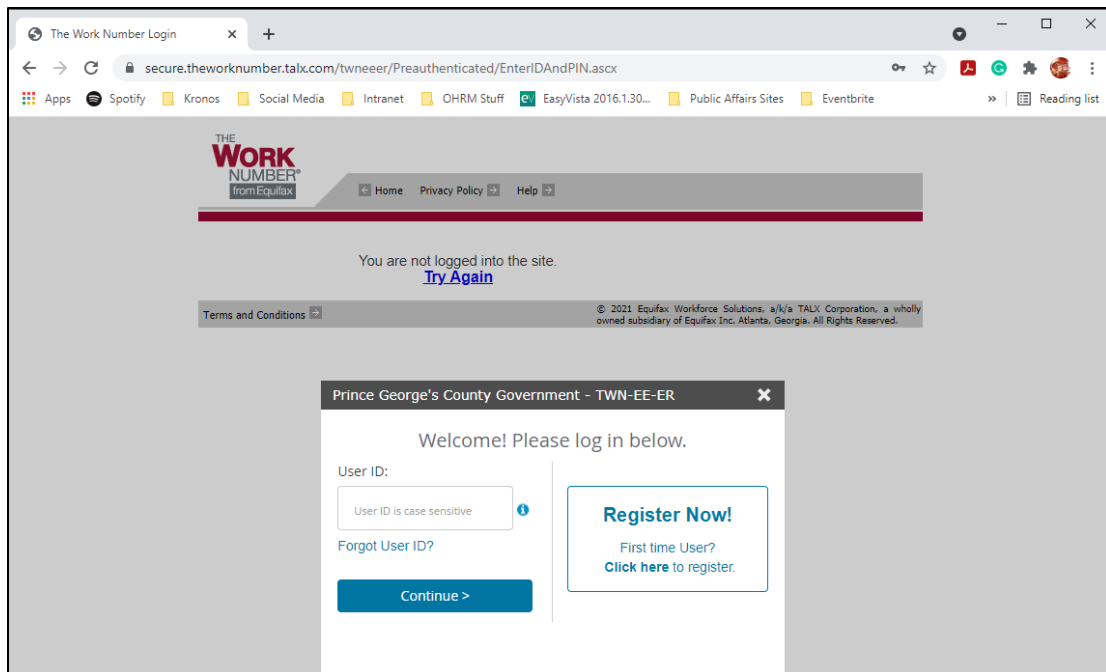 The Work Number Login
secure.theworknumber.talx.com/twneeer/Preauthenticated/EnterIDAndPIN.ascx
Apps Spotify Kronos Social Media Intranet OHRM Stuff eV EasyVista 2016.1.30... Public Affairs Sites Eventbrite » Reading list
THE
WORK
NUMBER®
from Equifax
Home Privacy Policy Help
You are not logged into the site.
Try Again
Terms and Conditions
© 2021 Equifax Workforce Solutions, a/k/a TALX Corporation, a wholly
owned subsidiary of Equifax Inc. Atlanta, Georgia. All Rights Reserved.
Prince George's County Government - TWN-EE-ER
Welcome! Please log in below.
User ID:
User ID is case sensitive
Forgot User ID?
Continue >
Register Now!
First time User?
Click here to register.